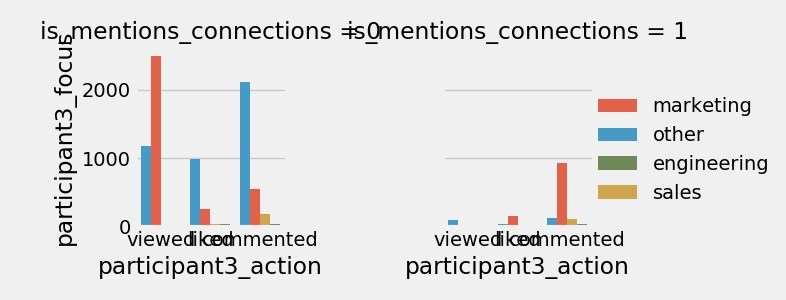 is_mentions_connections = 0
is_mentions_connections = 1
participant3_focus
2000
1000
0
viewed
liked
commented
viewed
liked
commented
participant3_action
participant3_action
marketing
other
engineering
sales